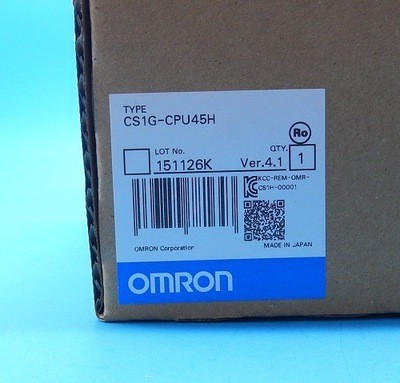 TYPE
CS1G-CPU45H
Ro
LOT No.
QTY.
151126K
Ver.4.1
1
KCC-REM-OMR-
CS1H-00001
OMRON Corporation
MADE IN JAPAN
OMRON